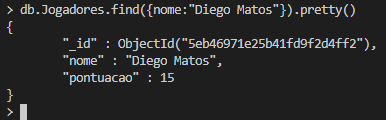 > db.Jogadores.find({nome:"Diego Matos"}).pretty()
{
        "_id" : ObjectId("5eb46971e25b41fd9f2d4ff2"),
        "nome" : "Diego Matos",
        "pontuacao" : 15
}
>